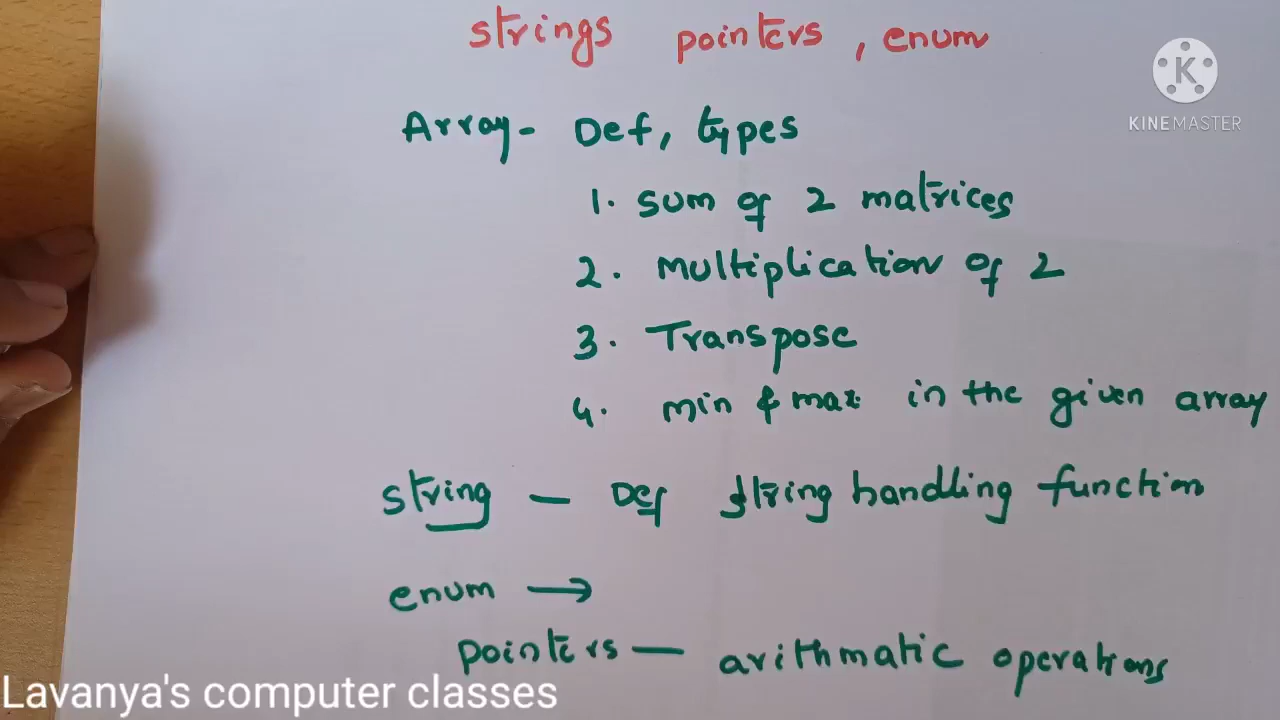 strings pointers, enum
KINEMASTER
Array - Def, types
1. sum of 2 matrices
2. multiplication of 2
3. Transpose
4. min & max in the given array
string — Def string handling function
enum →
pointers — arithmatic operations
Lavanya's computer classes